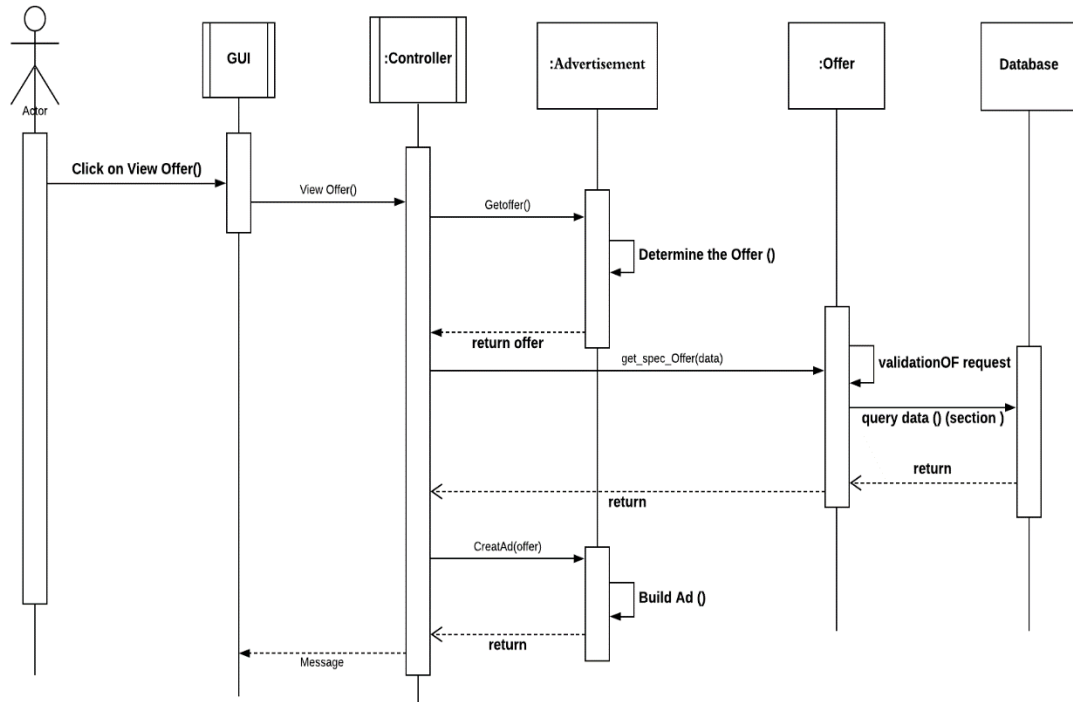 GUI
:Controller
:Advertisement
:Offer
Database
Actor
Click on View Offer()
View Offer()
Getoffer()
Determine the Offer ()
return offer
get_spec_Offer(data)
validationOF request
query data () (section )
return
return
CreatAd(offer)
Build Ad ()
return
Message